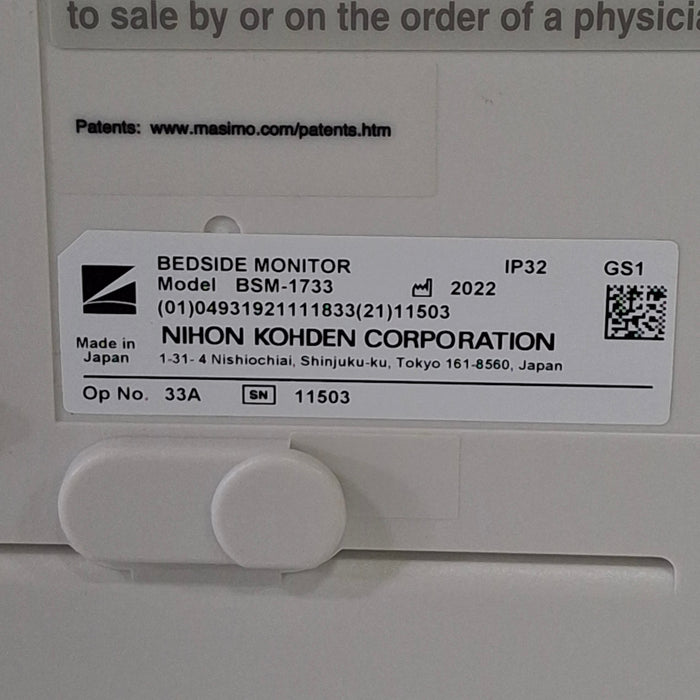 to sale by or on the order of a physici
Patents: www.masimo.com/patents.htm
BEDSIDE MONITOR IP32 GS1
Model BSM-1733 2022
(01)04931921111833(21)11503
Made in Japan
NIHON KOHDEN CORPORATION
1-31-4 Nishiochiai, Shinjuku-ku, Tokyo 161-8560, Japan
Op No. 33A SN 11503